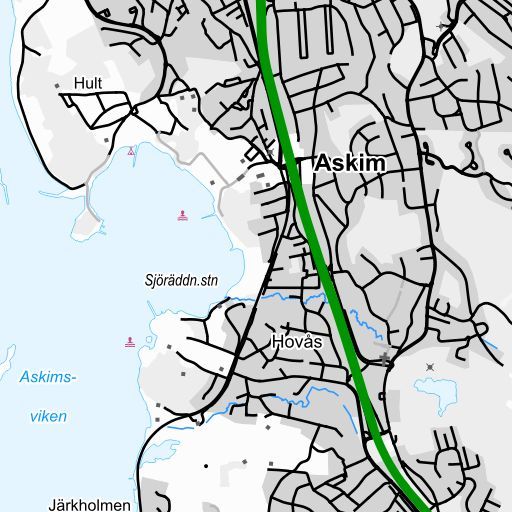 Hult
Askim
Sjöräddn.stn
Hovås
Askims-
viken
Järkholmen